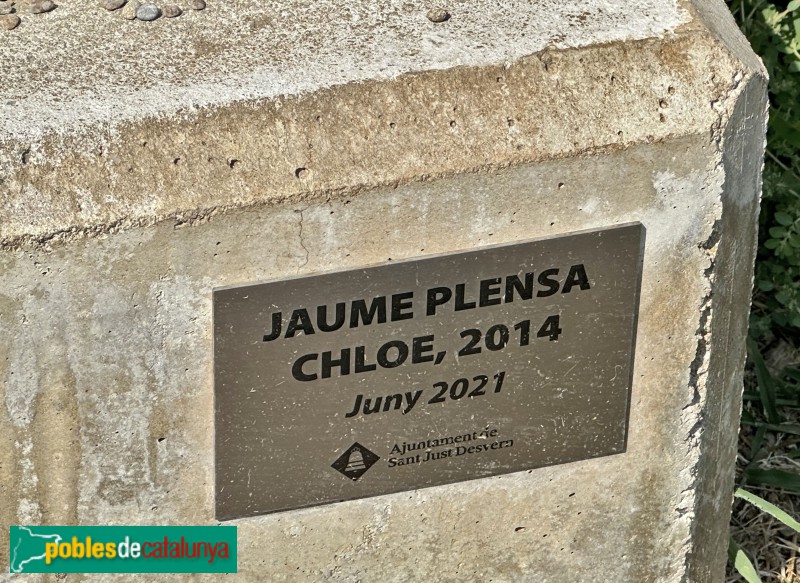 JAUME PLENSA
CHLOE, 2014
Juny 2021
Ajuntament de
Sant Just Desvern
poblesdecatalunya